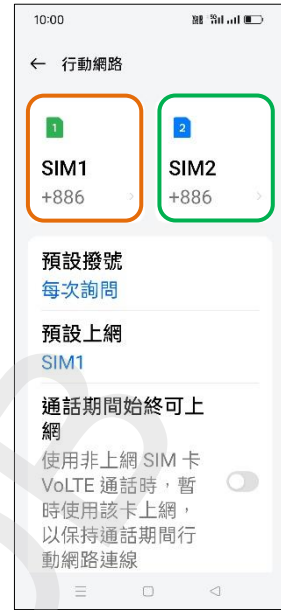 10:00
← 行動網路
1
2
SIM1
SIM2
+886 >
+886 >
預設撥號
每次詢問
預設上網
SIM1
通話期間始終可上
網
使用非上網 SIM 卡
VoLTE 通話時，暫
時使用該卡上網，
以保持通話期間行
動網路連線